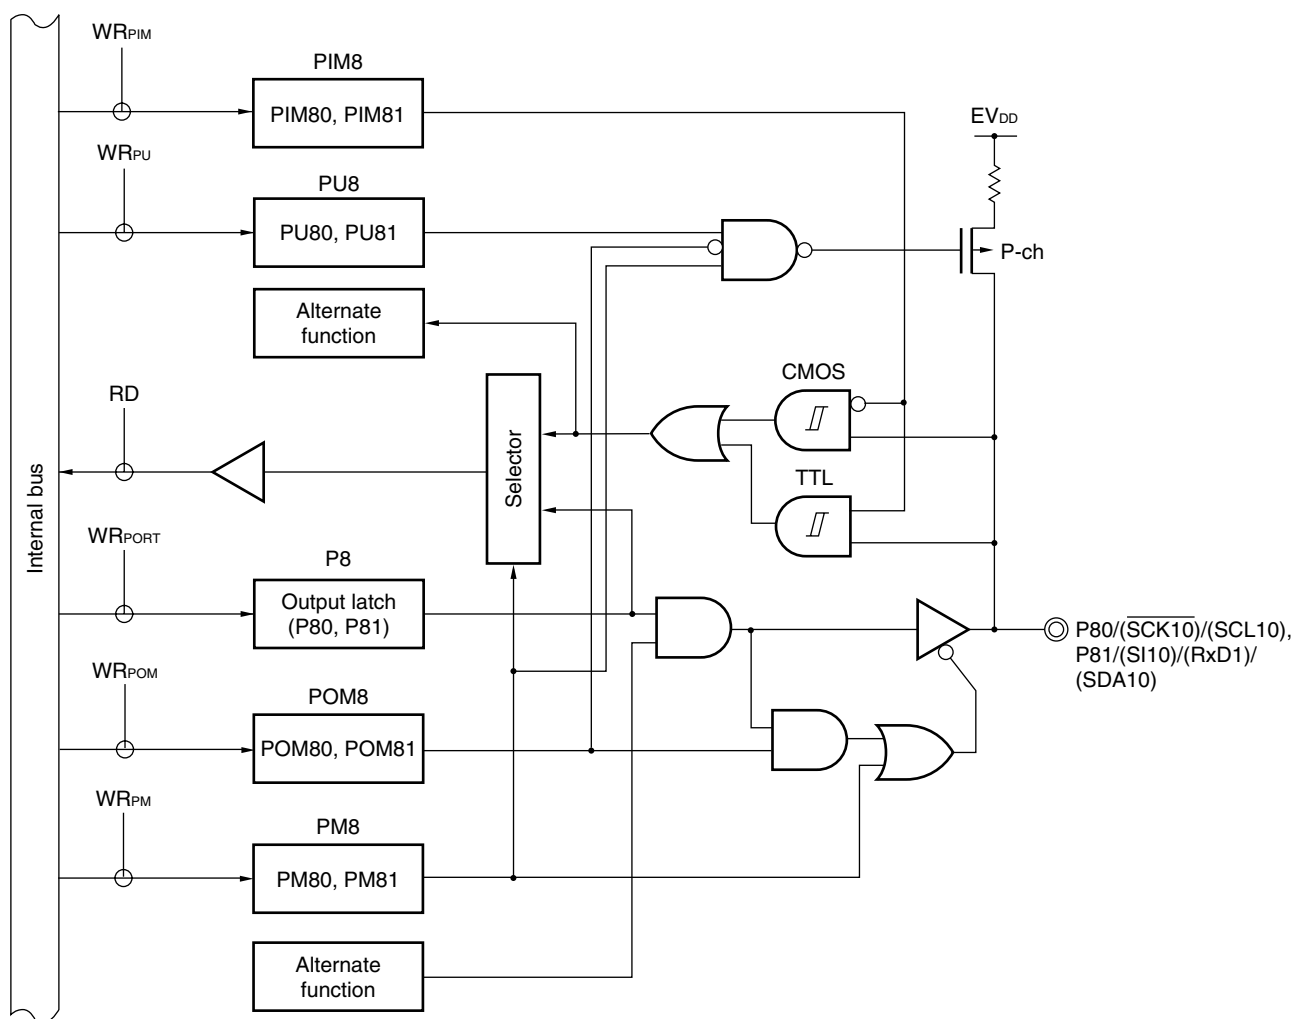 WRPIM
PIM8
PIM80, PIM81
EVDD
WRPU
PU8
PU80, PU81
P-ch
Alternate
function
CMOS
RD
Selector
TTL
Internal bus
WRPORT
P8
Output latch
(P80, P81)
P80/(SCK10)/(SCL10),
P81/(SI10)/(RxD1)/
(SDA10)
WRPOM
POM8
POM80, POM81
WRPM
PM8
PM80, PM81
Alternate
function